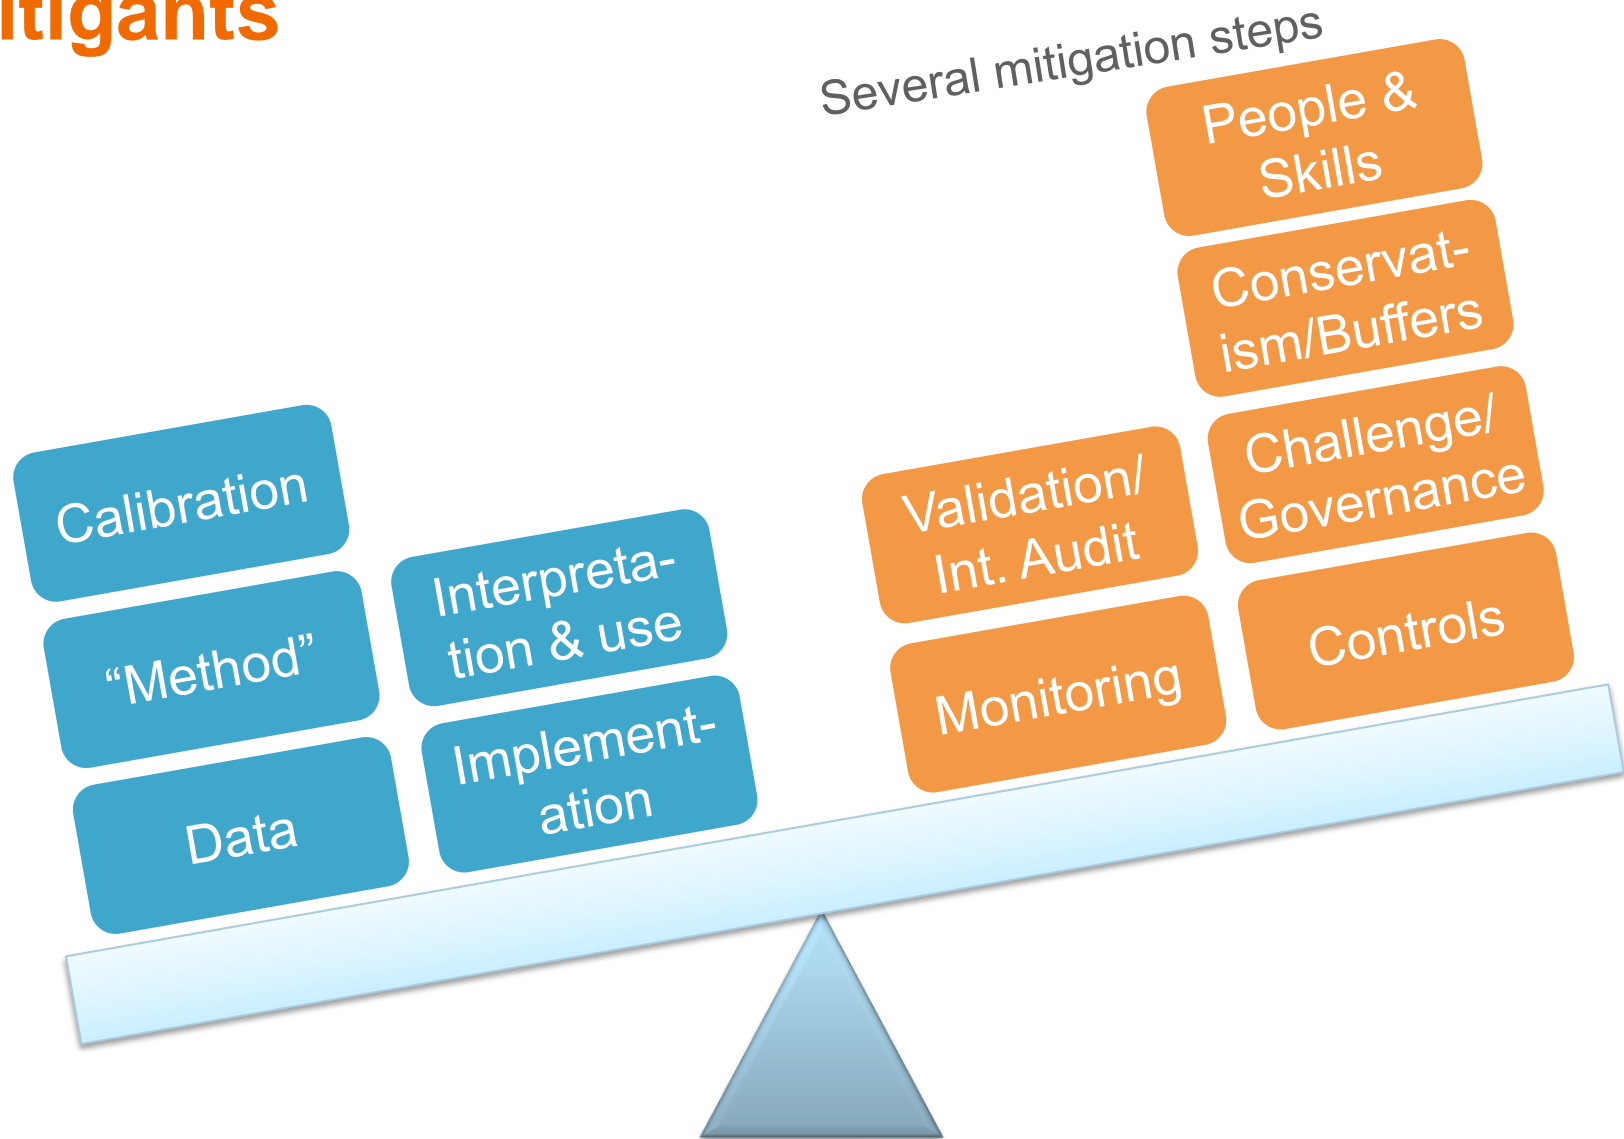 itigants
Several mitigation steps
Calibration
“Method”
Data
Interpreta-
tion & use
Implement-
ation
Validation/
Int. Audit
Monitoring
People &
Skills
Conservat-
ism/Buffers
Challenge/
Governance
Controls